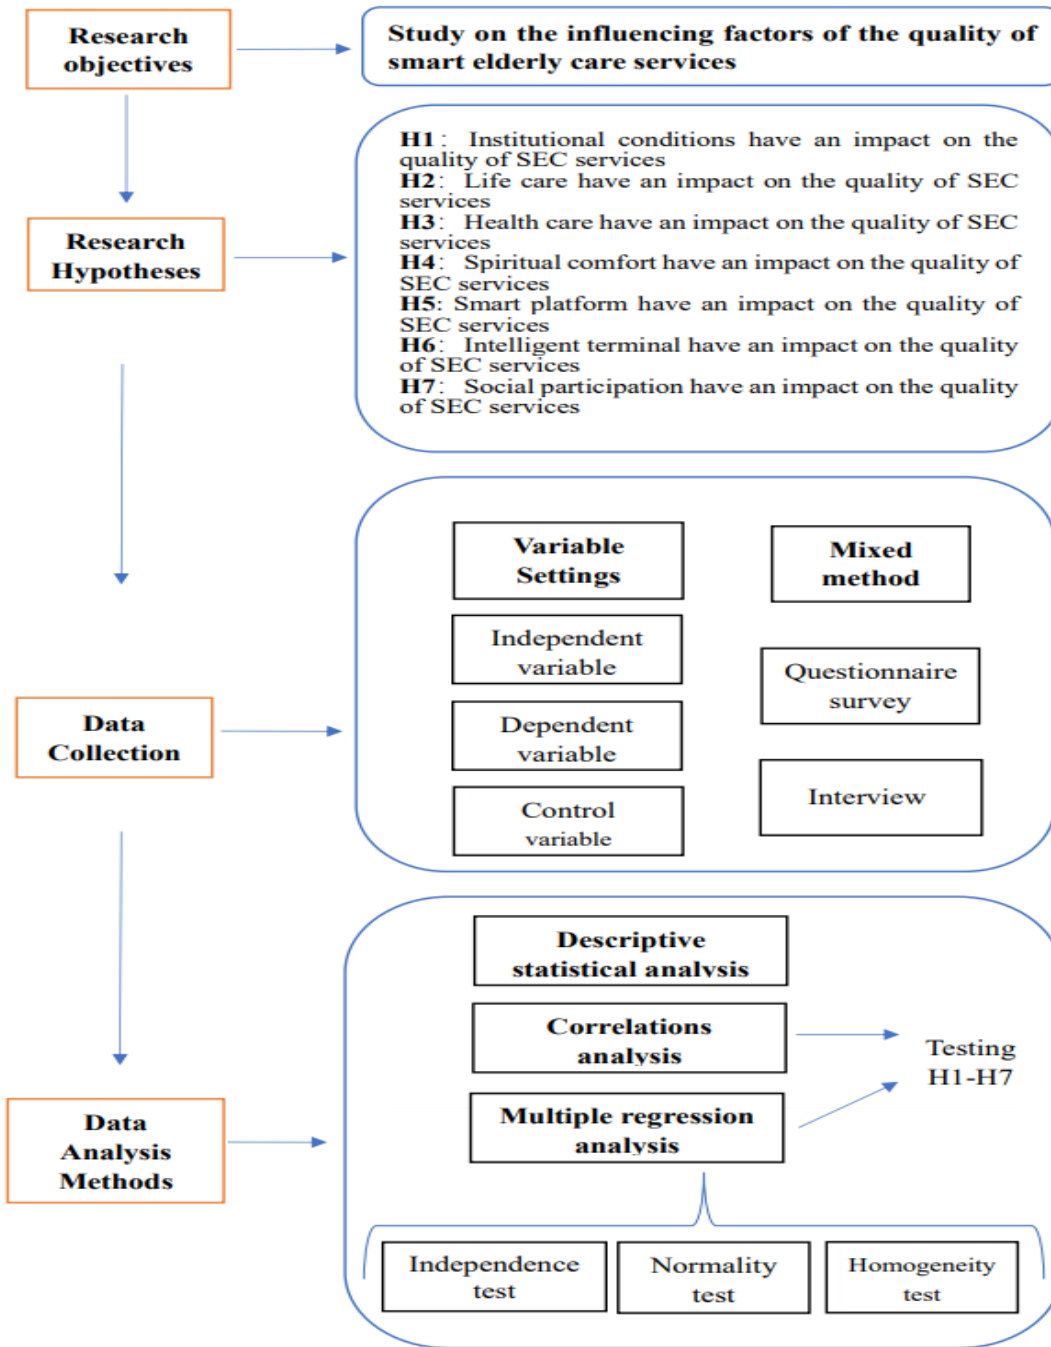 Research
objectives
Study on the influencing factors of the quality of
smart elderly care services
Research
Hypotheses
H1: Institutional conditions have an impact on the
quality of SEC services
H2: Life care have an impact on the quality of SEC
services
H3: Health care have an impact on the quality of SEC
services
H4: Spiritual comfort have an impact on the quality of
SEC services
H5: Smart platform have an impact on the quality of
SEC services
H6: Intelligent terminal have an impact on the quality
of SEC services
H7: Social participation have an impact on the quality
of SEC services
Data
Collection
Variable
Settings
Independent
variable
Dependent
variable
Control
variable
Mixed
method
Questionnaire
survey
Interview
Data
Analysis
Methods
Descriptive
statistical analysis
Correlations
analysis
Multiple regression
analysis
Testing
H1-H7
Independence
test
Normality
test
Homogeneity
test